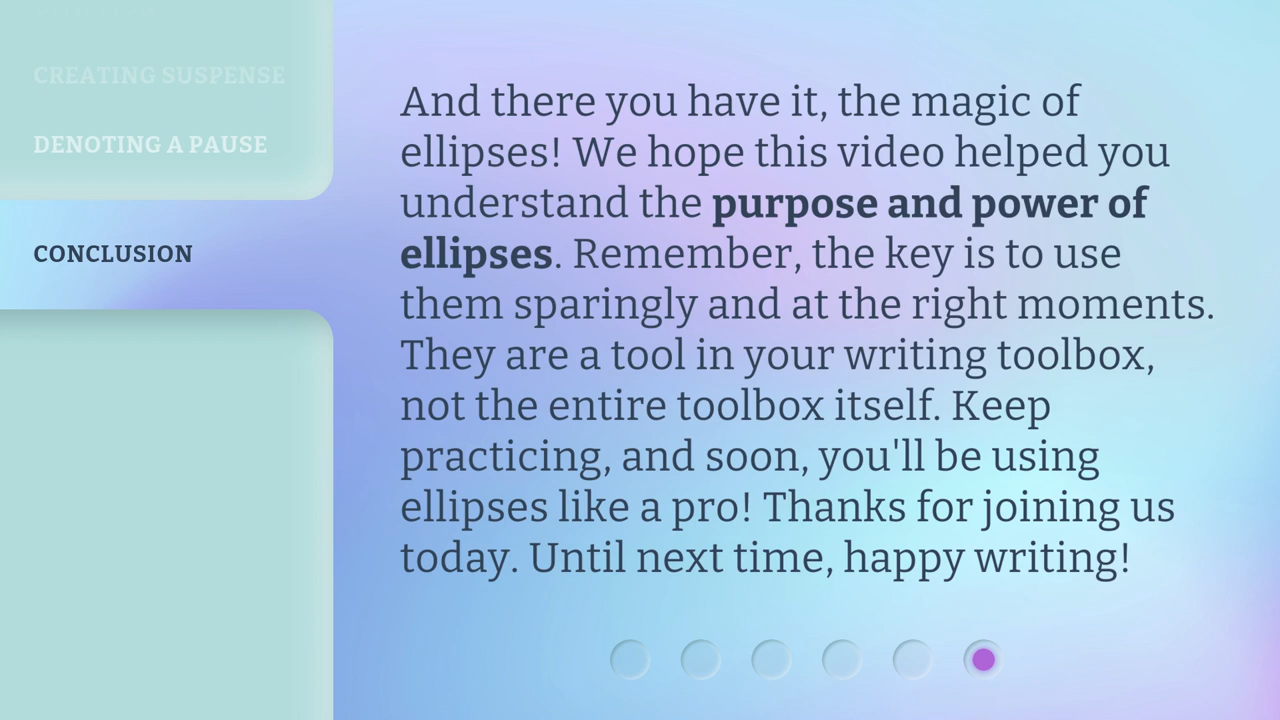 CREATING SUSPENSE
DENOTING A PAUSE
CONCLUSION
And there you have it, the magic of
ellipses! We hope this video helped you
understand the purpose and power of
ellipses. Remember, the key is to use
them sparingly and at the right moments.
They are a tool in your writing toolbox,
not the entire toolbox itself. Keep
practicing, and soon, you'll be using
ellipses like a pro! Thanks for joining us
today. Until next time, happy writing!